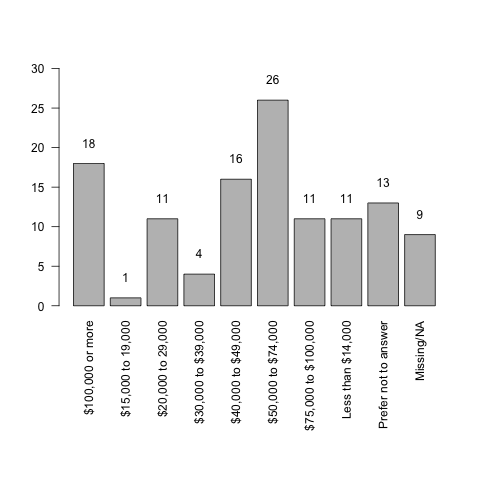 30
25
20
15
10
5
0
18
1
11
4
16
26
11
11
13
9
$100,000 or more
$15,000 to 19,000
$20,000 to 29,000
$30,000 to $39,000
$40,000 to $49,000
$50,000 to $74,000
$75,000 to $100,000
Less than $14,000
Prefer not to answer
Missing/NA